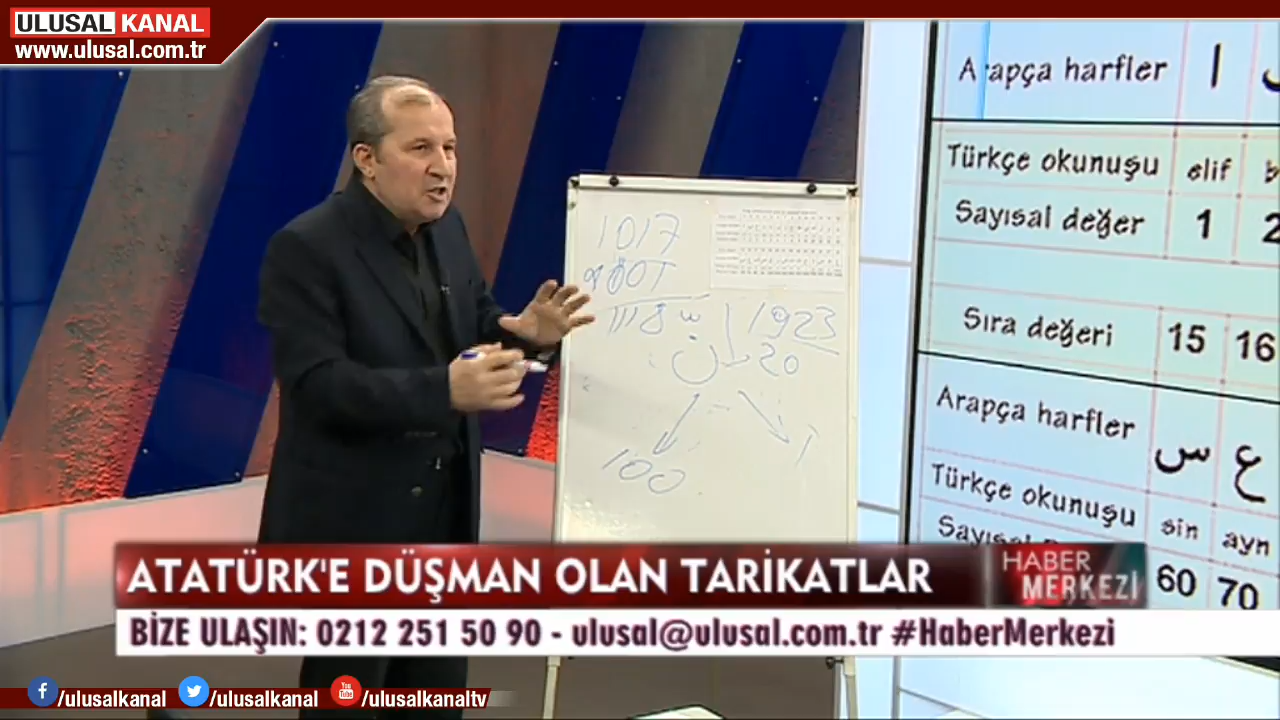 ULUSAL KANAL
www.ulusal.com.tr
Arapça harfler ا
Türkçe okunuşu elif
Sayısal değer 1 2
Sıra değeri 15 16
Arapça harfler س ع
Türkçe okunuşu sin ayn
60 70
1017
1118
1923
ن 20
100
ATATÜRK'E DÜŞMAN OLAN TARİKATLAR
HABER MERKEZİ
BİZE ULAŞIN: 0212 251 50 90 - ulusal@ulusal.com.tr #HaberMerkezi
/ulusalkanal /ulusalkanal /ulusalkanaltv